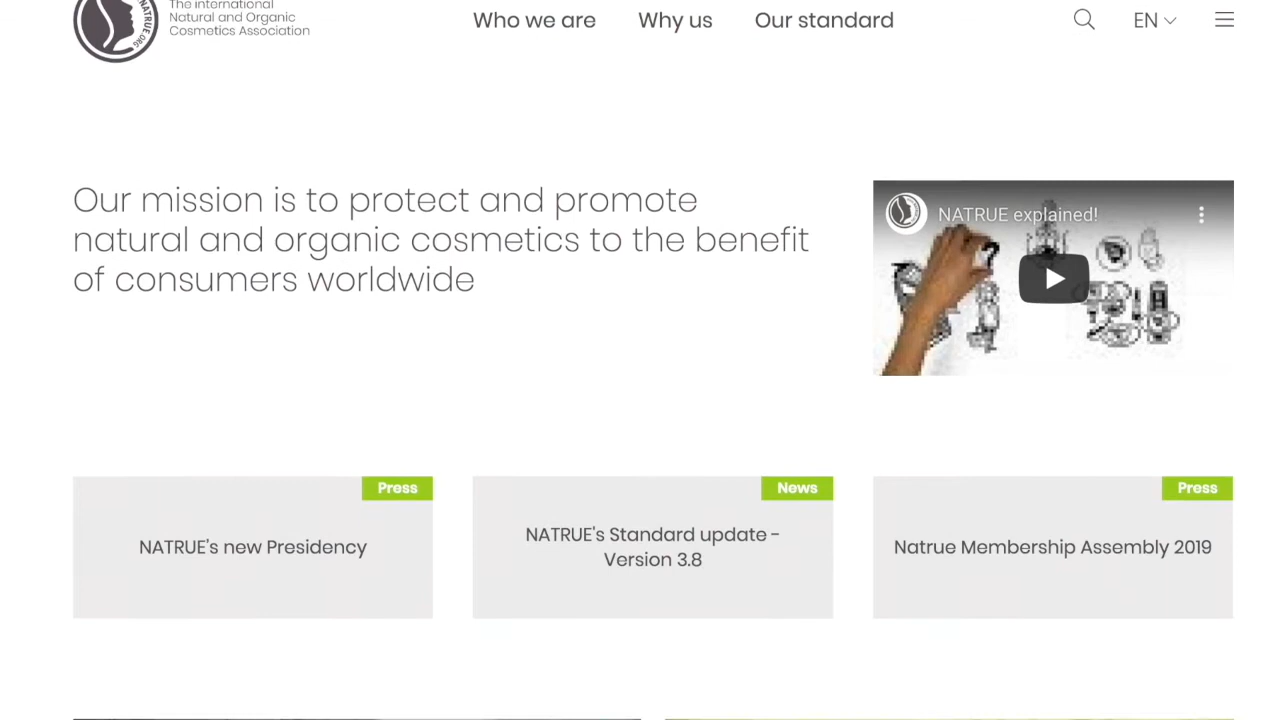 The international
Natural and Organic
Cosmetics Association
NATRUE.ORG
Who we are
Why us
Our standard
EN
Our mission is to protect and promote
natural and organic cosmetics to the benefit
of consumers worldwide
NATRUE explained!
?
Press
NATRUE's new Presidency
News
NATRUE's Standard update -
Version 3.8
Press
Natrue Membership Assembly 2019